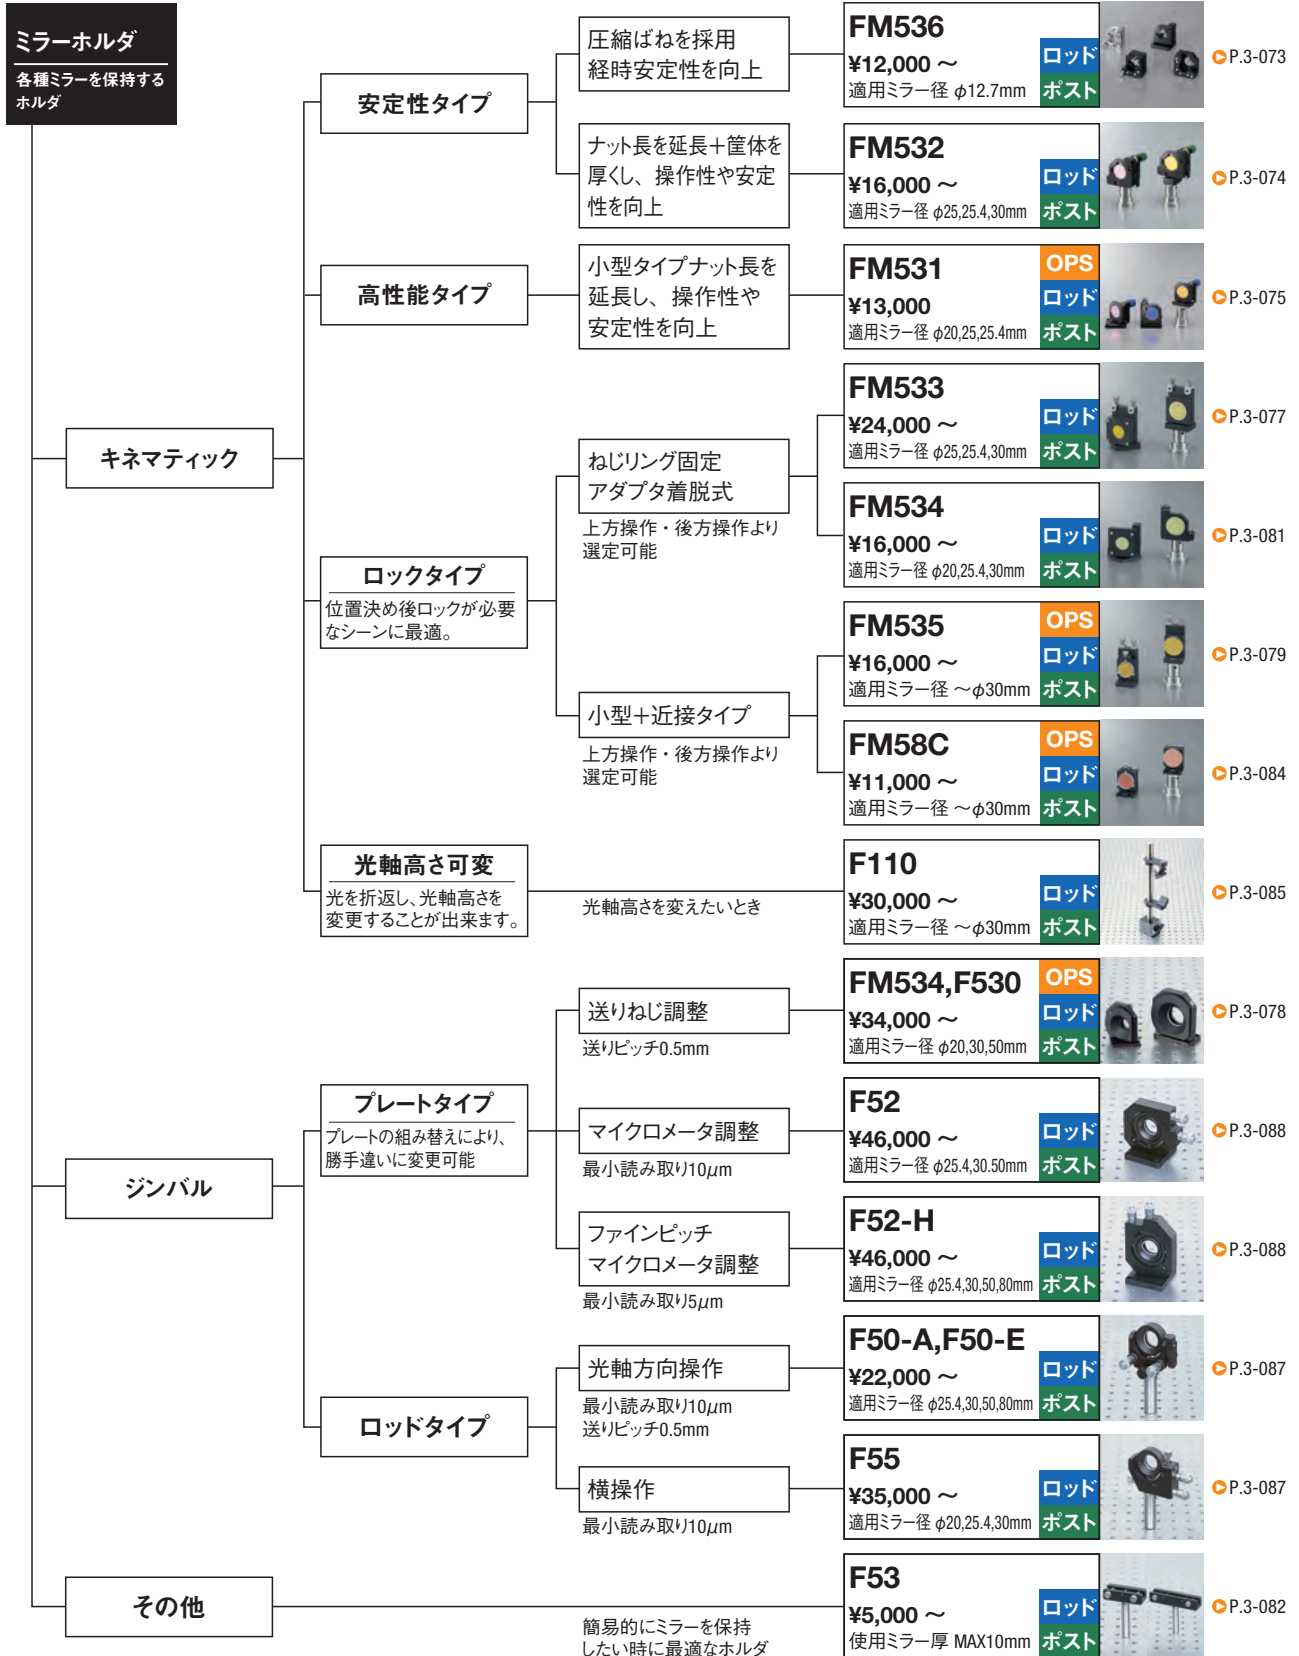 ミラーホルダ
各種ミラーを保持する
ホルダ
キネマティック
安定性タイプ
圧縮ばねを採用
経時安定性を向上
FM536
¥12,000 ～
適用ミラー径 φ12.7mm
ロッド
ポスト
P.3-073
ナット長を延長＋筐体を
厚くし、操作性や安定
性を向上
FM532
¥16,000 ～
適用ミラー径 φ25,25.4,30mm
ロッド
ポスト
P.3-074
高性能タイプ
小型タイプナット長を
延長し、操作性や
安定性を向上
FM531
¥13,000
適用ミラー径 φ20,25,25.4mm
OPS
ロッド
ポスト
P.3-075
ロックタイプ
位置決め後ロックが必要
なシーンに最適。
ねじリング固定
アダプタ着脱式
上方操作・後方操作より
選定可能
FM533
¥24,000 ～
適用ミラー径 φ25,25.4,30mm
ロッド
ポスト
P.3-077
FM534
¥16,000 ～
適用ミラー径 φ20,25.4,30mm
ロッド
ポスト
P.3-081
小型＋近接タイプ
上方操作・後方操作より
選定可能
FM535
¥16,000 ～
適用ミラー径 ～φ30mm
OPS
ロッド
ポスト
P.3-079
FM58C
¥11,000 ～
適用ミラー径 ～φ30mm
OPS
ロッド
ポスト
P.3-084
光軸高さ可変
光を折返し、光軸高さを
変更することが出来ます。
光軸高さを変えたいとき
F110
¥30,000 ～
適用ミラー径 ～φ30mm
ロッド
ポスト
P.3-085
ジンバル
プレートタイプ
プレートの組み替えにより、
勝手違いに変更可能
送りねじ調整
送りピッチ0.5mm
FM534,F530
¥34,000 ～
適用ミラー径 φ20,30,50mm
OPS
ロッド
ポスト
P.3-078
マイクロメータ調整
最小読み取り10μm
F52
¥46,000 ～
適用ミラー径 φ25.4,30.50mm
ロッド
ポスト
P.3-088
ファインピッチ
マイクロメータ調整
最小読み取り5μm
F52-H
¥46,000 ～
適用ミラー径 φ25.4,30,50,80mm
ロッド
ポスト
P.3-088
ロッドタイプ
光軸方向操作
最小読み取り10μm
送りピッチ0.5mm
F50-A,F50-E
¥22,000 ～
適用ミラー径 φ25.4,30,50,80mm
ロッド
ポスト
P.3-087
横操作
最小読み取り10μm
F55
¥35,000 ～
適用ミラー径 φ20,25.4,30mm
ロッド
ポスト
P.3-087
その他
簡易的にミラーを保持
したい時に最適なホルダ
F53
¥5,000 ～
使用ミラー厚 MAX10mm
ロッド
ポスト
P.3-082